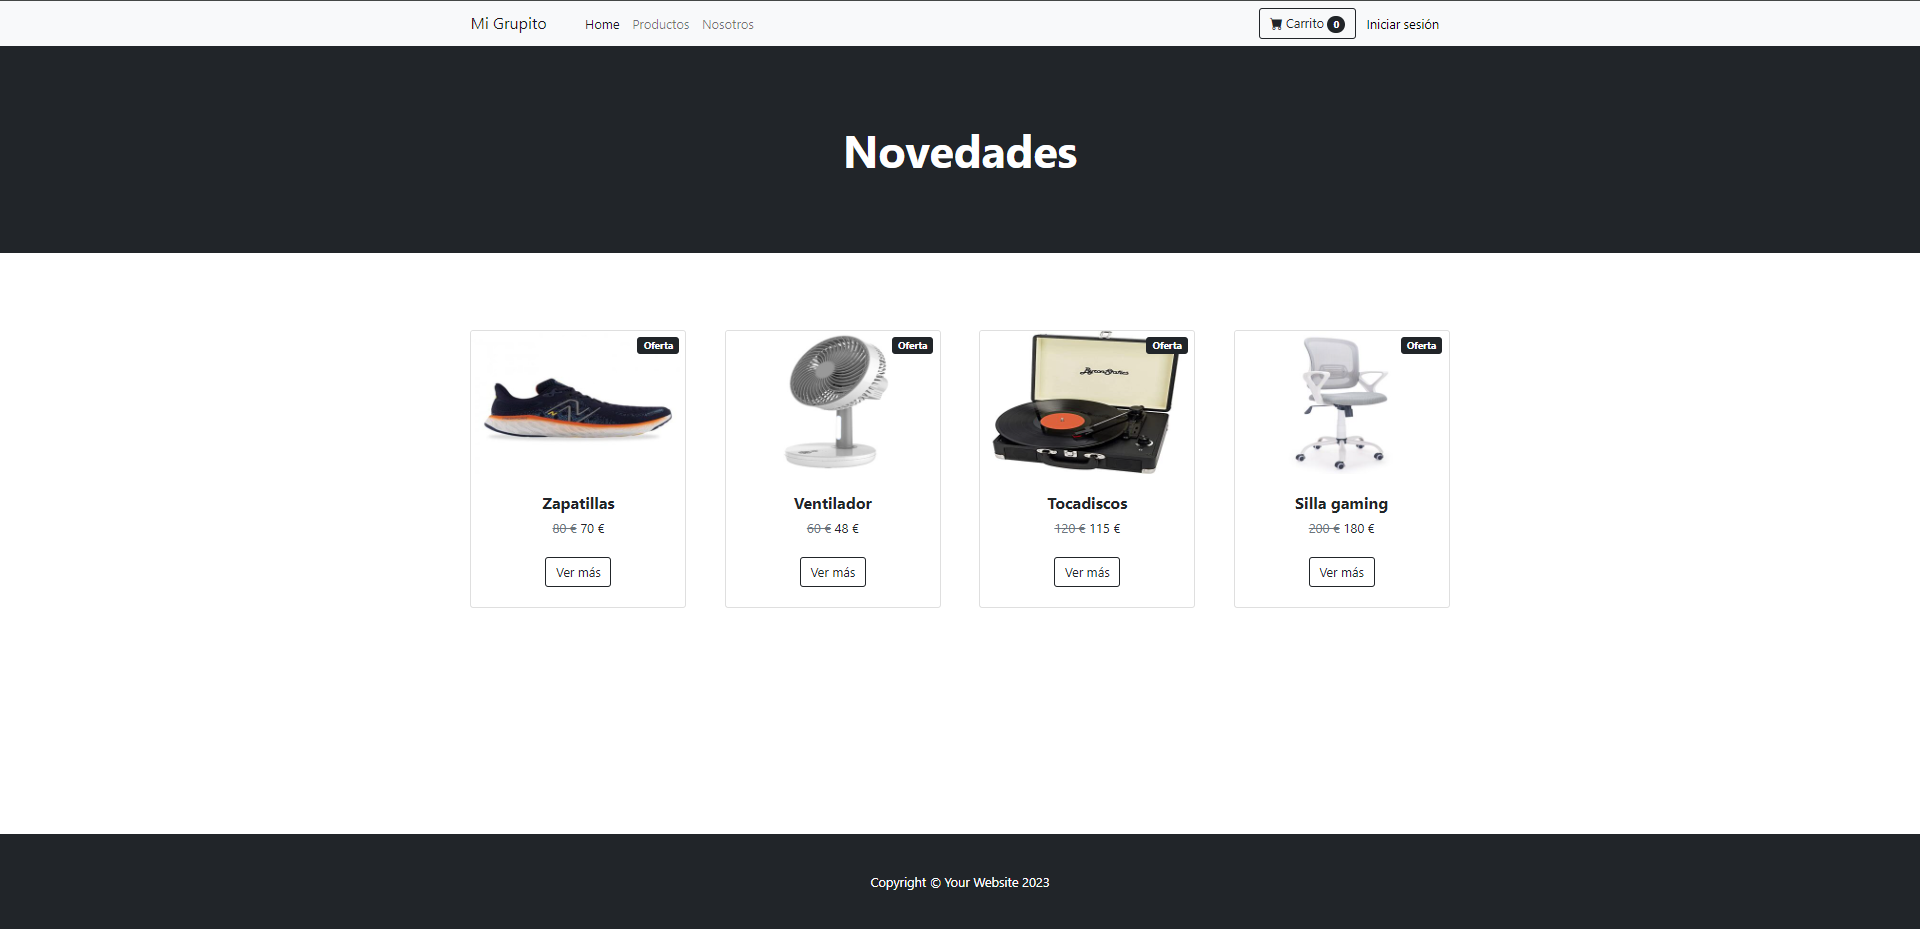 Mi Grupito Home Productos Nosotros Carrito 0 Iniciar sesión
Novedades
Oferta
Zapatillas
80 € 70 €
Ver más
Oferta
Ventilador
60 € 48 €
Ver más
Oferta
Tocadiscos
120 € 115 €
Ver más
Oferta
Silla gaming
200 € 180 €
Ver más
Copyright © Your Website 2023